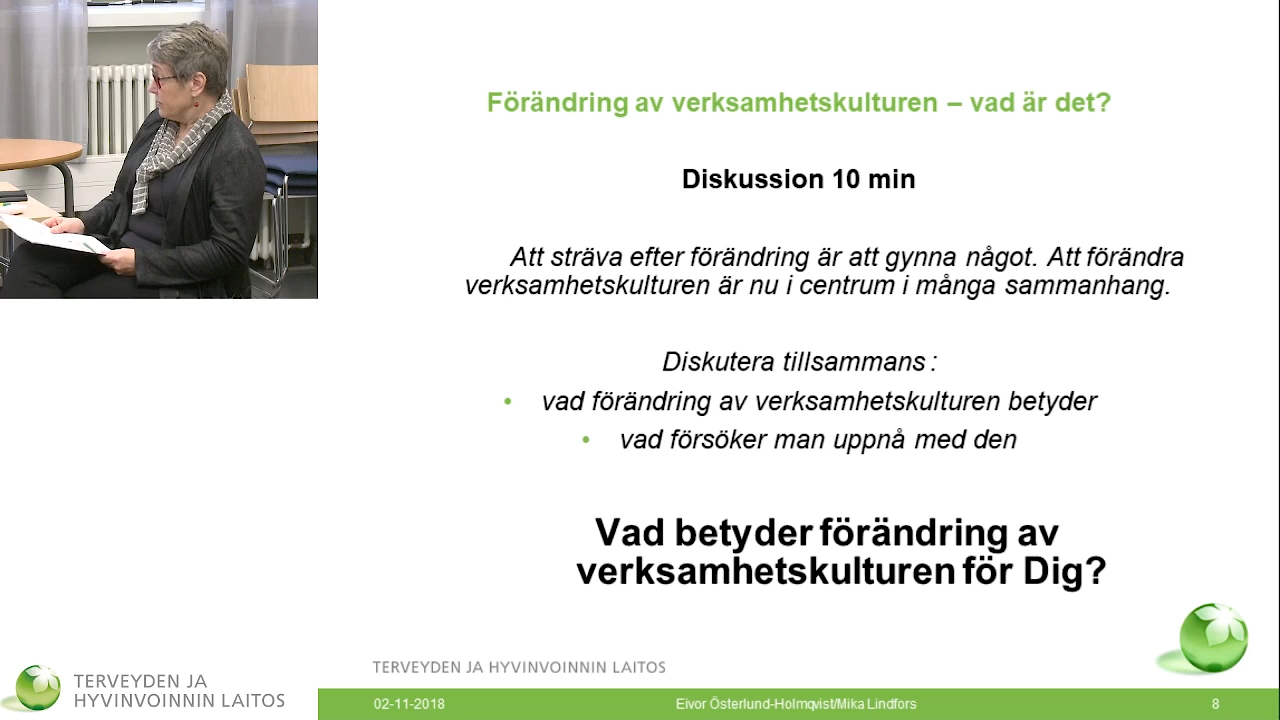 Förändring av verksamhetskulturen – vad är det?
Diskussion 10 min
Att sträva efter förändring är att gynna något. Att förändra
verksamhetskulturen är nu i centrum i många sammanhang.
Diskutera tillsammans :
• vad förändring av verksamhetskulturen betyder
• vad försöker man uppnå med den
Vad betyder förändring av
verksamhetskulturen för Dig?
TERVEYDEN JA HYVINVOINNIN LAITOS
TERVEYDEN JA
HYVINVOINNIN LAITOS
02-11-2018 Eivor Österlund-Holmqvist/Mika Lindfors 8